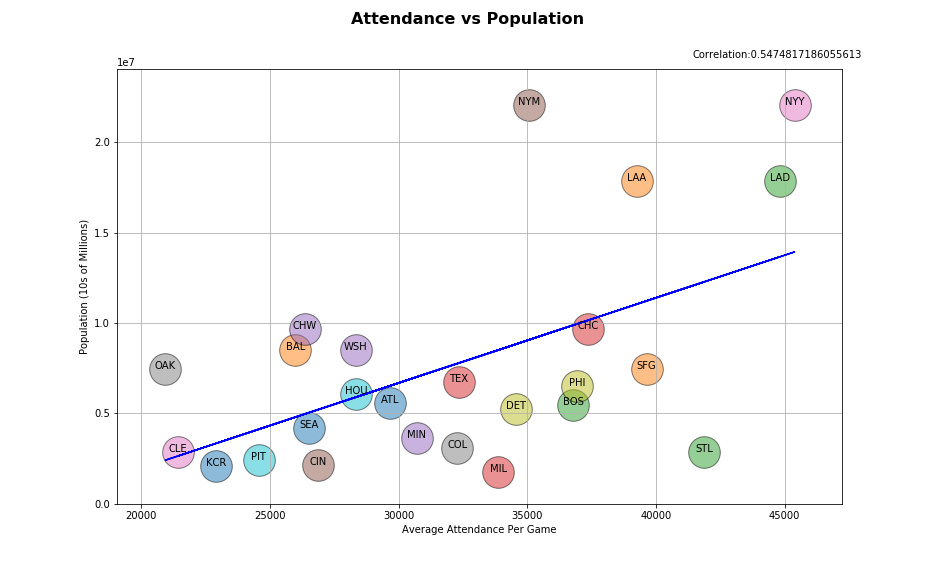 Attendance vs Population
Correlation:0.5474817186055613
1e7
NYM
NYY
2.0
LAA
LAD
1.5
Population (10s of Millions)
1.0
CHW
CHC
BAL
WSH
OAK
SFG
TEX
PHI
HOU
ATL
BOS
DET
0.5
SEA
MIN
COL
CLE
STL
PIT
KCR
CIN
MIL
0.0
20000 25000 30000 35000 40000 45000
Average Attendance Per Game